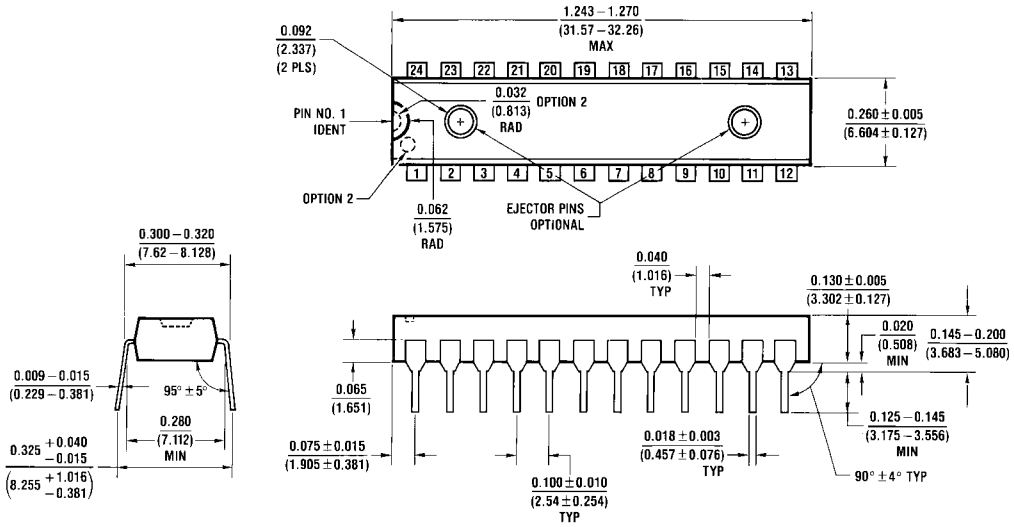 1.243 – 1.270
(31.57 – 32.26)
MAX
0.092
(2.337)
(2 PLS)
24 23 22 21 20 19 18 17 16 15 14 13
0.032
(0.813)
RAD
OPTION 2
PIN NO. 1
IDENT
0.260 ± 0.005
(6.604 ± 0.127)
1 2 3 4 5 6 7 8 9 10 11 12
OPTION 2
0.062
(1.575)
RAD
EJECTOR PINS
OPTIONAL
0.300 – 0.320
(7.62 – 8.128)
0.040
(1.016)
TYP
0.130 ± 0.005
(3.302 ± 0.127)
0.020
(0.508)
MIN
0.145 – 0.200
(3.683 – 5.080)
0.009 – 0.015
(0.229 – 0.381)
95° ± 5°
0.280
(7.112)
MIN
0.325 + 0.040
– 0.015
(8.255 + 1.016
– 0.381)
0.065
(1.651)
0.075 ± 0.015
(1.905 ± 0.381)
0.100 ± 0.010
(2.54 ± 0.254)
TYP
0.018 ± 0.003
(0.457 ± 0.076)
TYP
0.125 – 0.145
(3.175 – 3.556)
MIN
90° ± 4° TYP